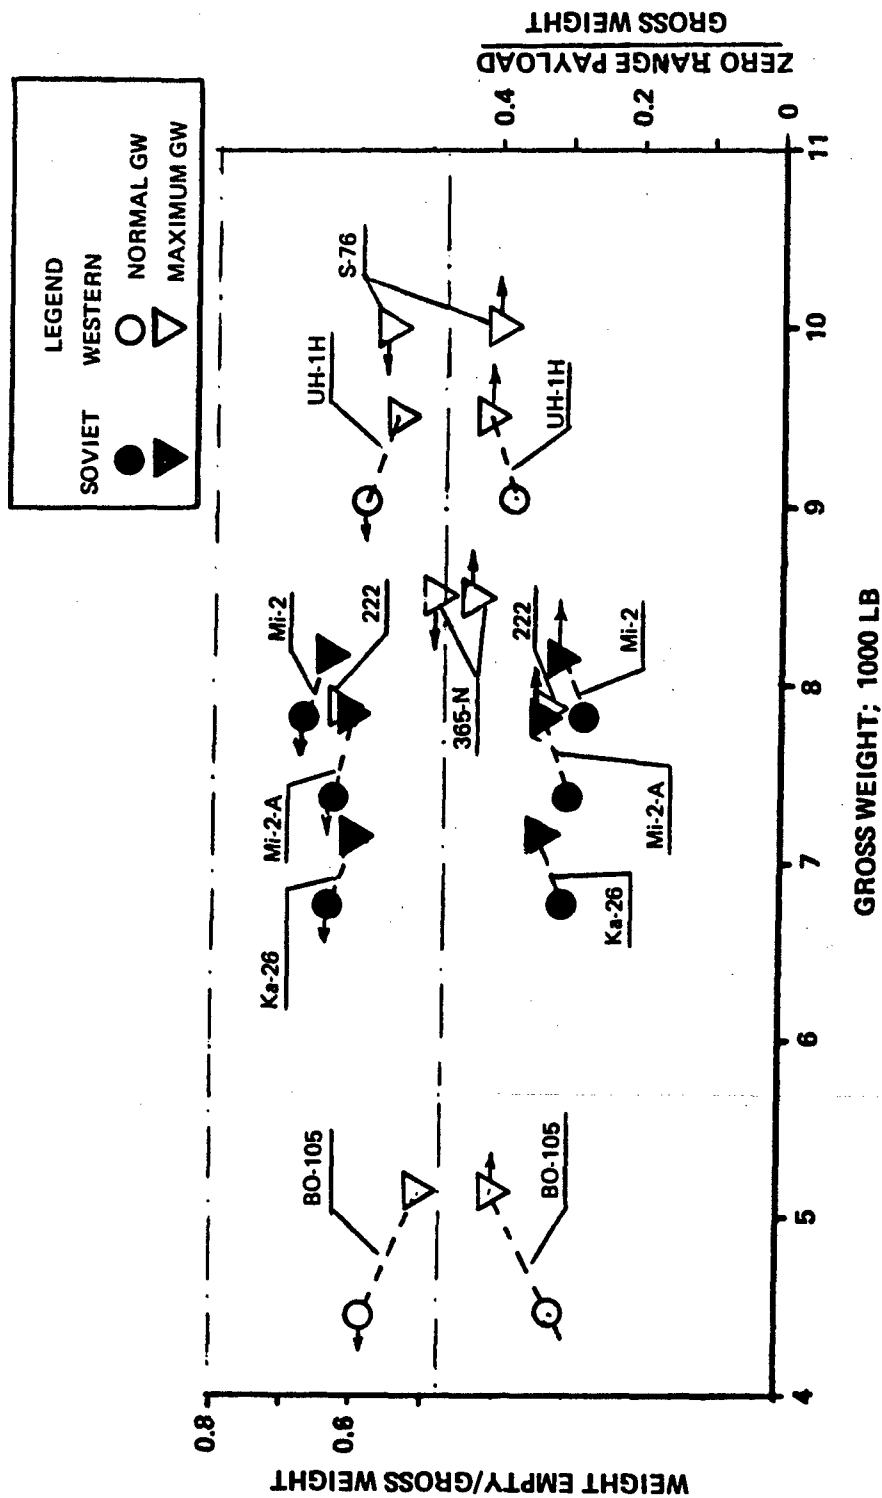 LEGEND
SOVIET WESTERN
NORMAL GW
MAXIMUM GW
WEIGHT EMPTY/GROSS WEIGHT
0.8
0.6
BO-105
Ka-26
Mi-2-A
Mi-2
222
UH-1H
S-76
365-N
BO-105
Ka-26
Mi-2-A
222
Mi-2
UH-1H
4 5 6 7 8 9 10 11
GROSS WEIGHT; 1000 LB
0.4
0.2
0
ZERO RANGE PAYLOAD
GROSS WEIGHT